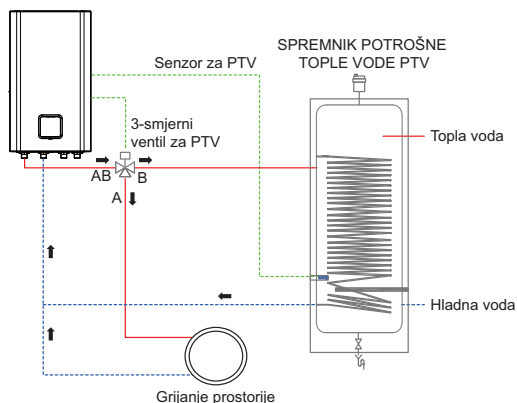 SPREMNIK POTROŠNE
TOPLE VODE PTV
Senzor za PTV
3-smjerni
ventil za PTV
Topla voda
AB
B
A
Hladna voda
Grijanje prostorije